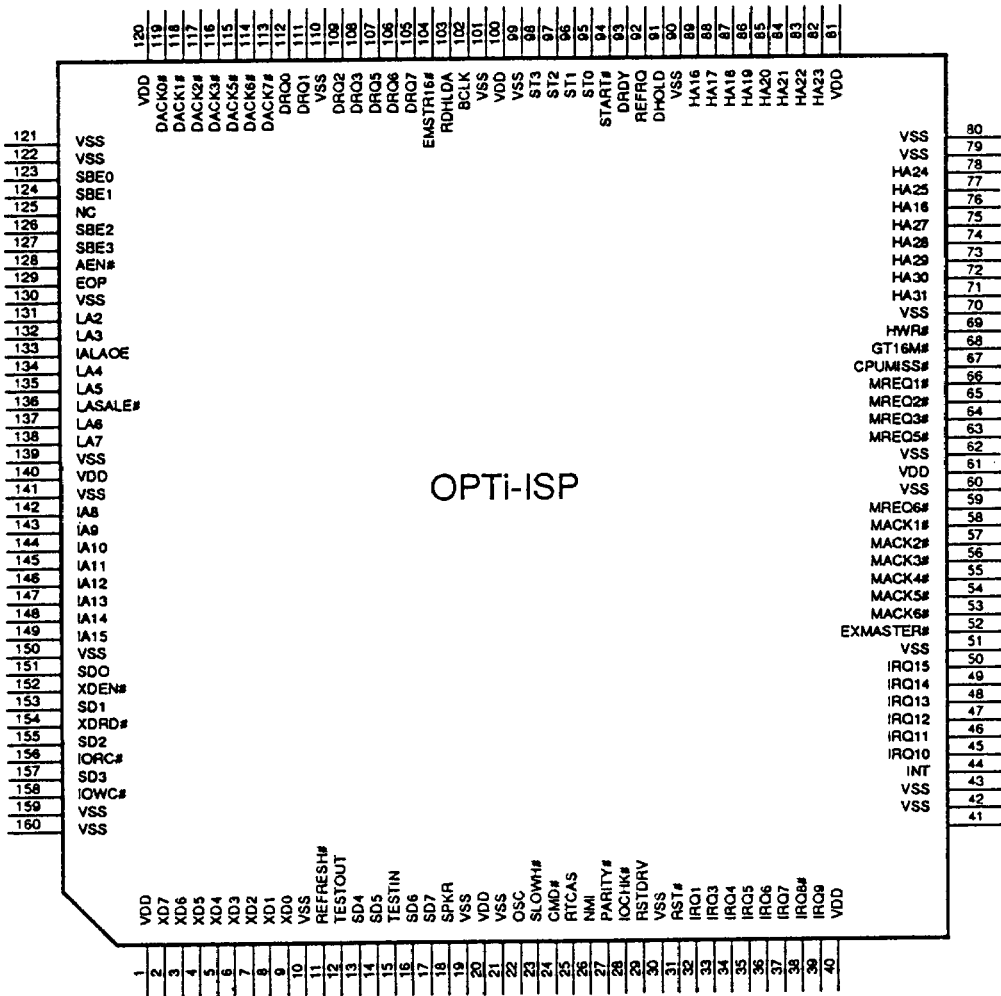 120 119 118 117 116 115 114 113 112 111 110 109 108 107 106 105 104 103 102 101 100 99 98 97 96 95 94 93 92 91 90 89 88 87 86 85 84 83 82 81
VDD DACK0# DACK1# DACK2# DACK3# DACK5# DACK6# DACK7# DRQ0 DRQ1 VSS DRQ2 DRQ3 DRQ5 DRQ6 DRQ7 EMSTR16# RDHLDA BCLK VSS VDD VSS ST3 ST2 ST1 ST0 START# DRDY REFRQ DHOLD VSS HA16 HA17 HA18 HA19 HA20 HA21 HA22 HA23 VDD
121 VSS
122 VSS
123 SBE0
124 SBE1
125 NC
126 SBE2
127 SBE3
128 AEN#
129 EOP
130 VSS
131 LA2
132 LA3
133 IALAOE
134 LA4
135 LA5
136 LASALE#
137 LA6
138 LA7
139 VSS
140 VDD
141 VSS
142 IA8
143 IA9
144 IA10
145 IA11
146 IA12
147 IA13
148 IA14
149 IA15
150 VSS
151 SDO
152 XDEN#
153 SD1
154 XDRD#
155 SD2
156 IORC#
157 SD3
158 IOWC#
159 VSS
160 VSS
OPTi-ISP
VSS 80
VSS 79
HA24 78
HA25 77
HA16 76
HA27 75
HA28 74
HA29 73
HA30 72
HA31 71
VSS 70
HWR# 69
GT16M# 68
CPUMISS# 67
MREQ1# 66
MREQ2# 65
MREQ3# 64
MREQ5# 63
VSS 62
VDD 61
VSS 60
MREQ6# 59
MACK1# 58
MACK2# 57
MACK3# 56
MACK4# 55
MACK5# 54
MACK6# 53
EXMASTER# 52
VSS 51
IRQ15 50
IRQ14 49
IRQ13 48
IRQ12 47
IRQ11 46
IRQ10 45
INT 44
VSS 43
VSS 42
41
VDD XD7 XD6 XD5 XD4 XD3 XD2 XD1 XD0 VSS REFRESH# TESTOUT SD4 SD5 TESTIN SD6 SD7 SPKR VSS VDD VSS OSC SLOWH# CMD# RTCAS NMI PARITY# IOCHK# RSTDRV VSS RST# IRQ1 IRQ3 IRQ4 IRQ5 IRQ6 IRQ7 IRQ8# IRQ9 VDD
1 2 3 4 5 6 7 8 9 10 11 12 13 14 15 16 17 18 19 20 21 22 23 24 25 26 27 28 29 30 31 32 33 34 35 36 37 38 39 40